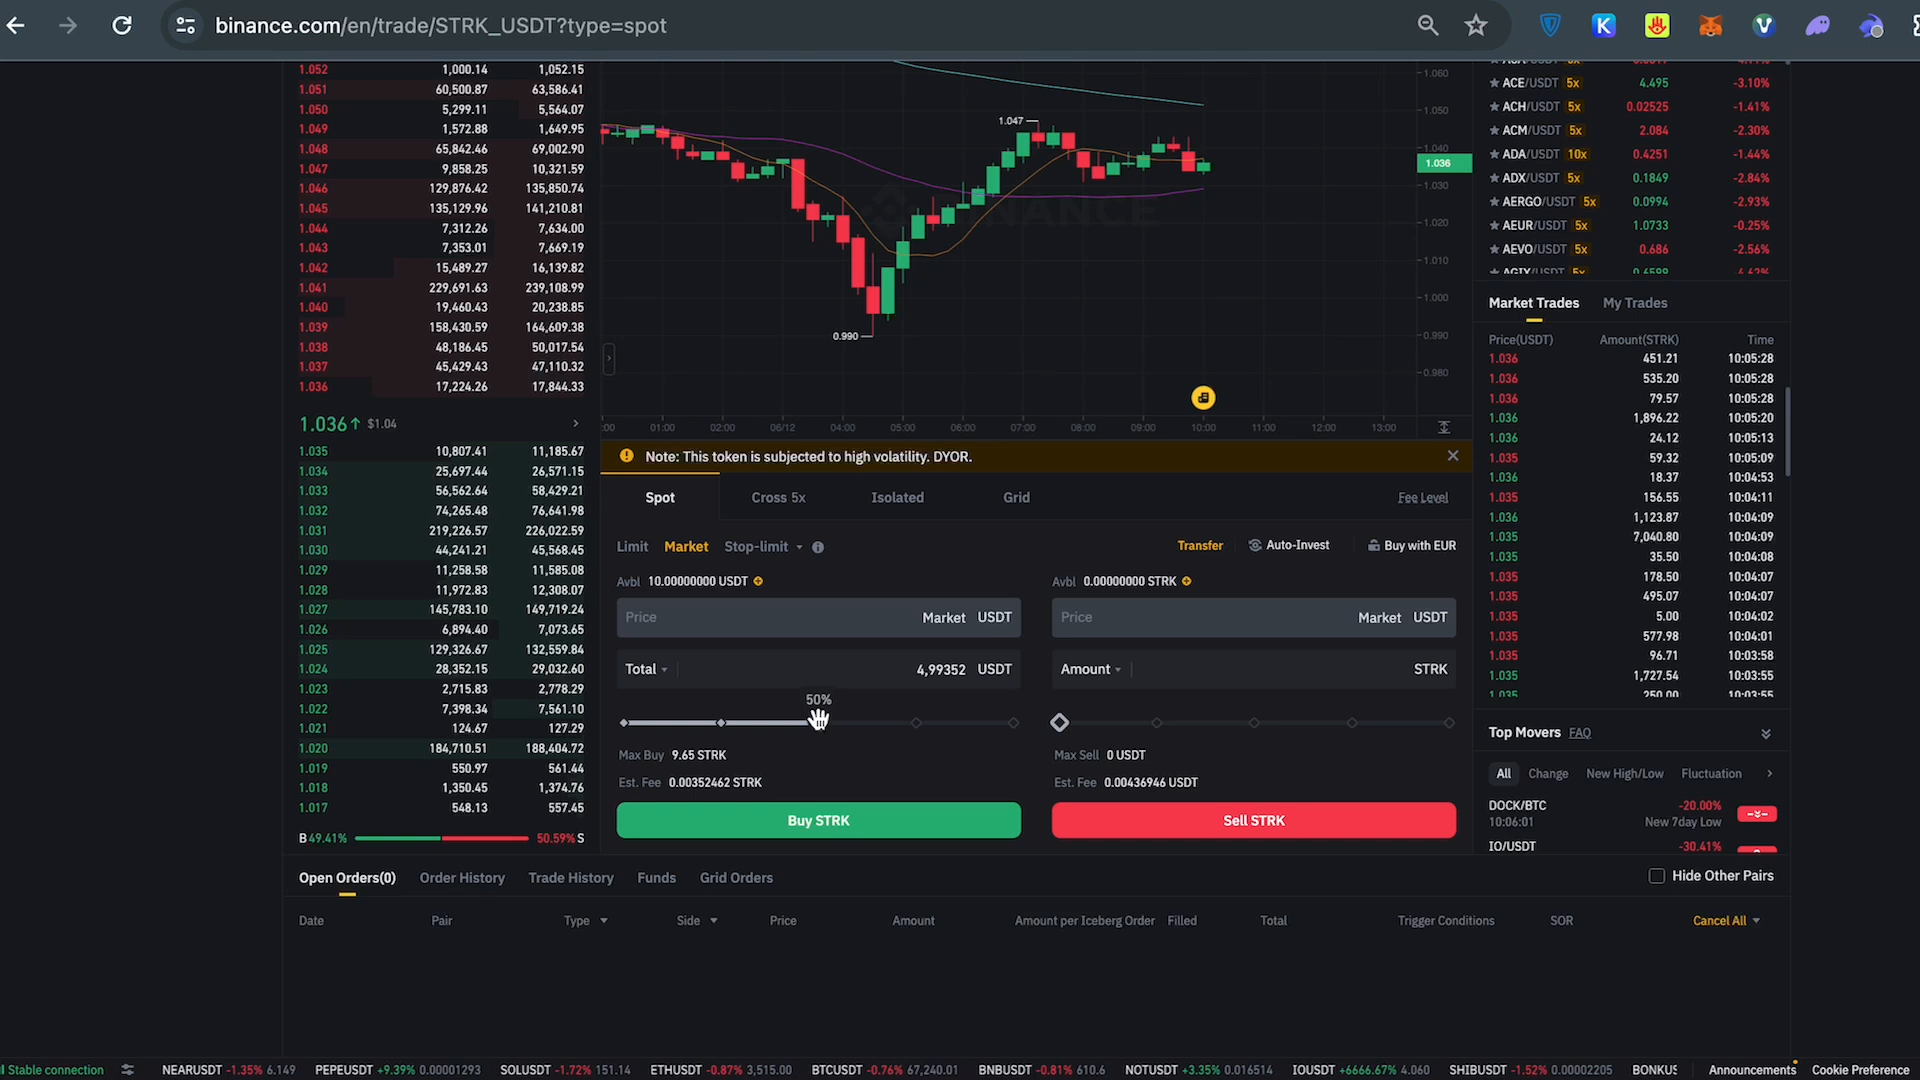 binance.com/en/trade/STRK_USDT?type=spot
1.052 1,000.14 1,052.15
1.051 60,500.87 63,586.41
1.050 5,299.11 5,564.07
1.049 1,572.88 1,649.95
1.048 65,842.46 69,002.90
1.047 9,858.25 10,321.59
1.046 129,876.42 135,850.74
1.045 135,129.96 141,210.81
1.044 7,312.26 7,634.00
1.043 7,353.01 7,669.19
1.042 15,489.27 16,139.82
1.041 229,691.63 239,108.99
1.040 19,460.43 20,238.85
1.039 158,430.59 164,609.38
1.038 48,186.45 50,017.54
1.037 45,429.43 47,110.32
1.036 17,224.26 17,844.33
1.036↑ $1.04
1.035 10,807.41 11,185.67
1.034 25,697.44 26,571.15
1.033 56,562.64 58,429.21
1.032 74,265.48 76,641.98
1.031 219,226.57 226,022.59
1.030 44,241.21 45,568.45
1.029 11,258.58 11,585.08
1.028 11,972.83 12,308.07
1.027 145,783.10 149,719.24
1.026 6,894.40 7,073.65
1.025 129,326.67 132,559.84
1.024 28,352.15 29,032.60
1.023 2,715.83 2,778.29
1.022 7,398.34 7,561.10
1.021 124.67 127.29
1.020 184,710.51 188,404.72
1.019 550.97 561.44
1.018 1,350.45 1,374.76
1.017 548.13 557.45
B 49.41% 50.59% S
1.047
0.990
1.060
1.050
1.040
1.036
1.030
1.020
1.010
1.000
0.990
0.980
:00 01:00 02:00 06/12 04:00 05:00 06:00 07:00 08:00 09:00 10:00 11:00 12:00 13:00
Note: This token is subjected to high volatility. DYOR.
Spot Cross 5x Isolated Grid Fee Level
Limit Market Stop-limit Transfer Auto-Invest Buy with EUR
Avbl 10.00000000 USDT
Price Market USDT
Total 4,99352 USDT
50%
Max Buy 9.65 STRK
Est. Fee 0.00352462 STRK
Buy STRK
Avbl 0.00000000 STRK
Price Market USDT
Amount STRK
Max Sell 0 USDT
Est. Fee 0.00436946 USDT
Sell STRK
ACE/USDT 5x 4.495 -3.10%
ACH/USDT 5x 0.02525 -1.41%
ACM/USDT 5x 2.084 -2.30%
ADA/USDT 10x 0.4251 -1.44%
ADX/USDT 5x 0.1849 -2.84%
AERGO/USDT 5x 0.0994 -2.93%
AEUR/USDT 5x 1.0733 -0.25%
AEVO/USDT 5x 0.686 -2.56%
AGIX/USDT 5x 0.6599 -4.62%
Market Trades My Trades
Price(USDT) Amount(STRK) Time
1.036 451.21 10:05:28
1.036 535.20 10:05:28
1.036 79.57 10:05:28
1.036 1,896.22 10:05:20
1.036 24.12 10:05:13
1.035 59.32 10:05:09
1.036 18.37 10:04:53
1.035 156.55 10:04:11
1.036 1,123.87 10:04:09
1.035 7,040.80 10:04:09
1.035 35.50 10:04:08
1.035 178.50 10:04:07
1.035 495.07 10:04:07
1.035 5.00 10:04:02
1.035 577.98 10:04:01
1.035 96.71 10:03:58
1.035 1,727.54 10:03:55
1.035 250.00 10:03:55
Top Movers FAQ
All Change New High/Low Fluctuation
DOCK/BTC -20.00%
10:06:01 New 7day Low
IO/USDT -30.41%
Open Orders(0) Order History Trade History Funds Grid Orders Hide Other Pairs
Date Pair Type Side Price Amount Amount per Iceberg Order Filled Total Trigger Conditions SOR Cancel All
Stable connection NEARUSDT -1.35% 6.149 PEPEUSDT +9.39% 0.00001293 SOLUSDT -1.72% 151.14 ETHUSDT -0.87% 3,515.00 BTCUSDT -0.76% 67,240.01 BNBUSDT -0.81% 610.6 NOTUSDT +3.35% 0.016514 IOUSDT +6666.67% 4.060 SHIBUSDT -1.52% 0.00002205 BONKUS Announcements Cookie Preference